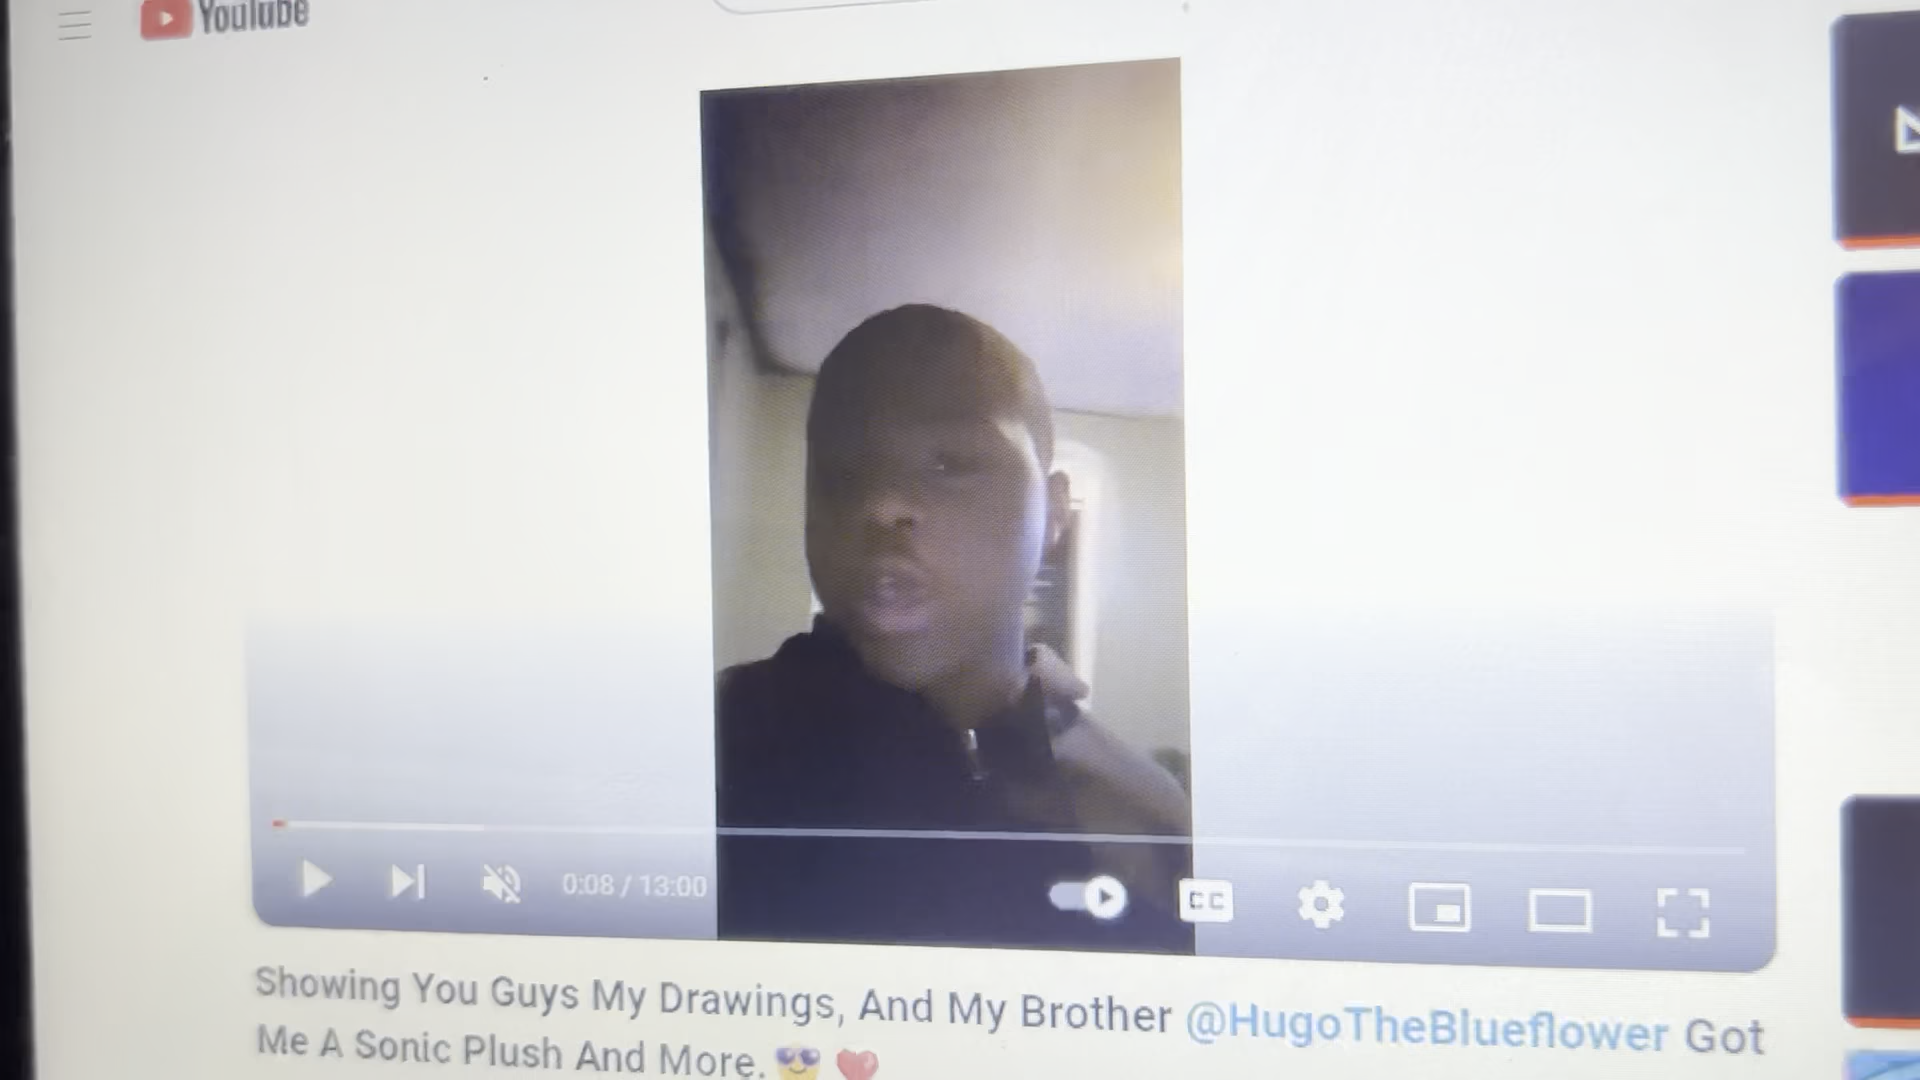 YouTube
0:08 / 13:00
CC
Showing You Guys My Drawings, And My Brother @HugoTheBlueflower Got
Me A Sonic Plush And More. 😎 ❤️